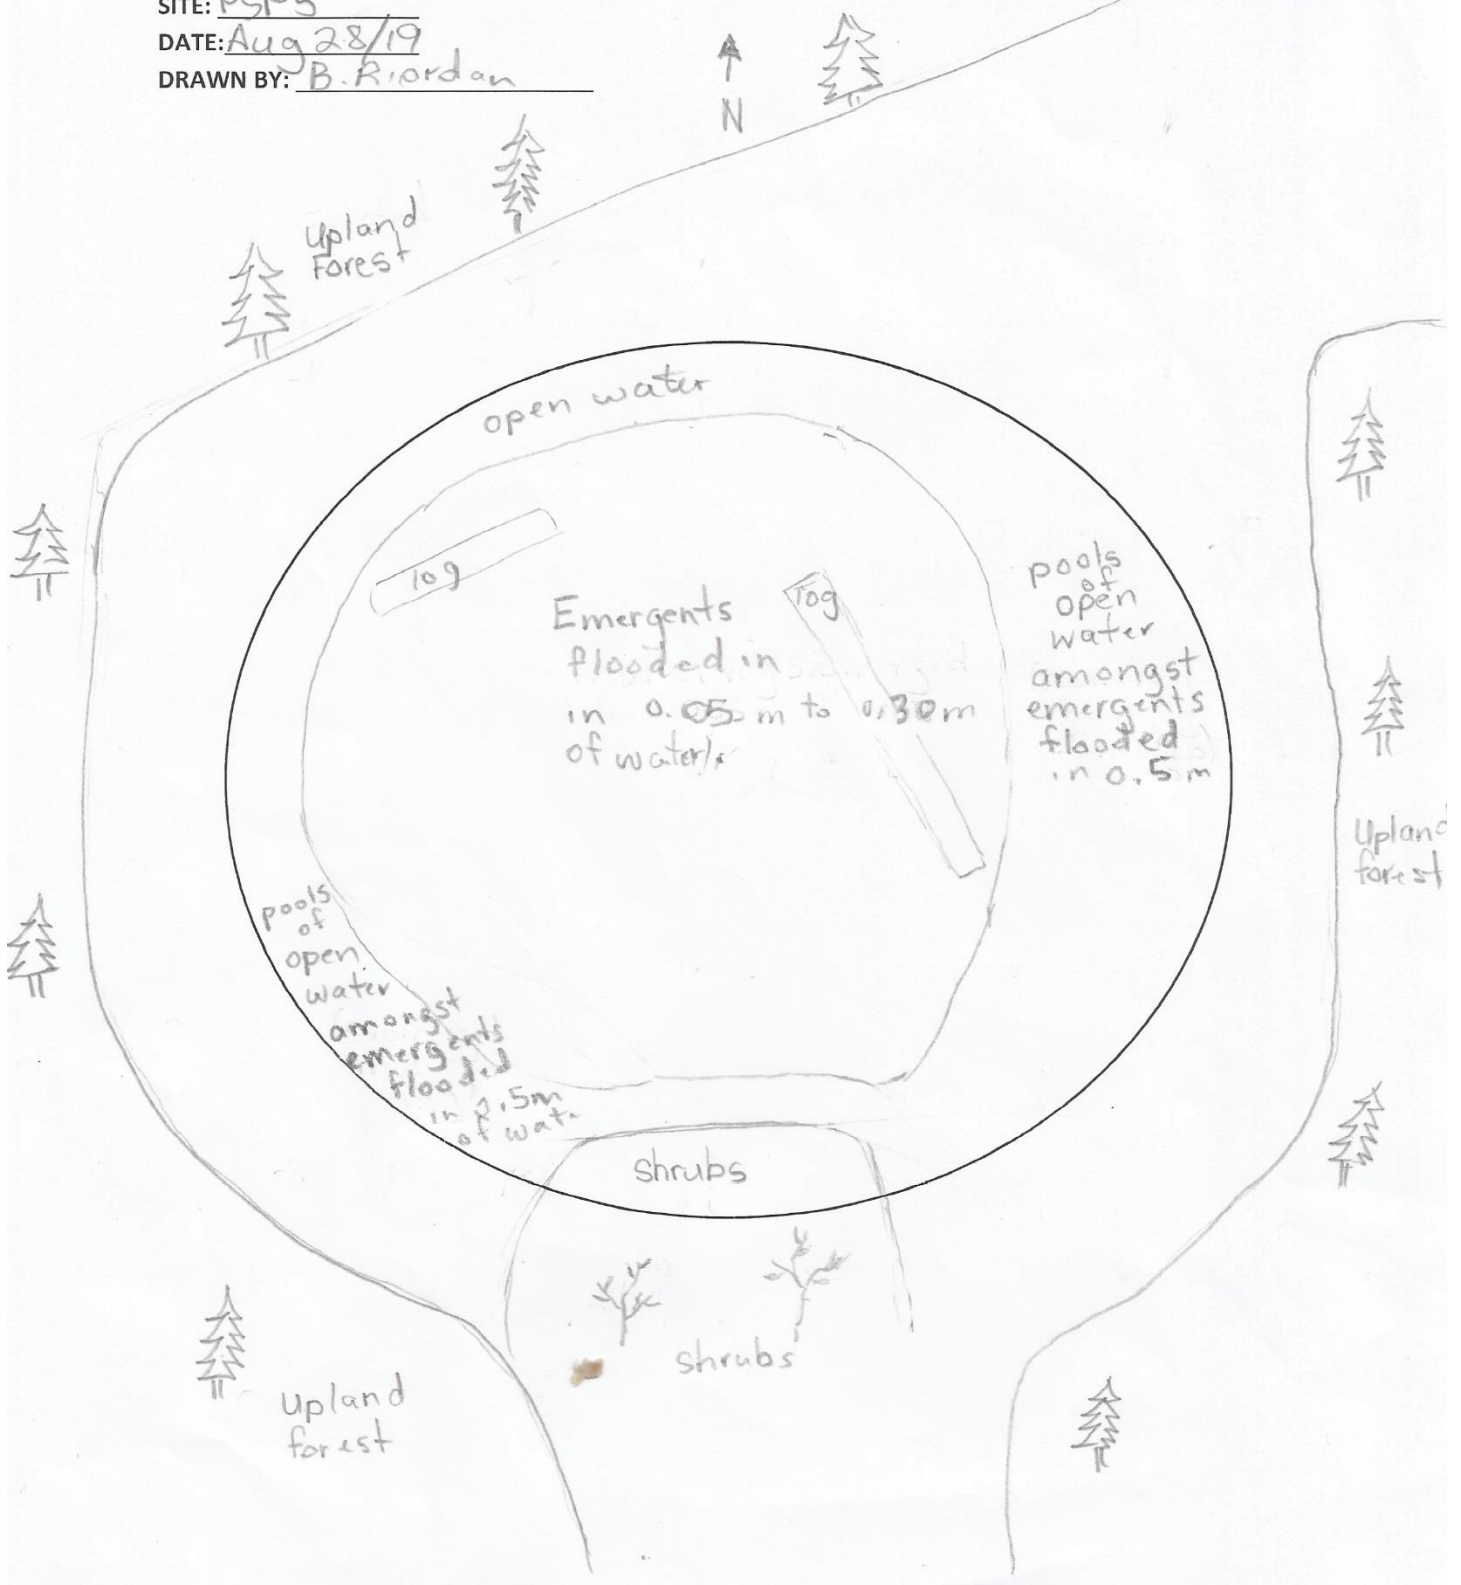 SITE: PSP5
DATE: Aug 28/19
DRAWN BY: B. Riordan
N
Upland
Forest
open water
log
log
Emergents
flooded in
in 0.05 m to 0.30 m
of water
pools
of
open
water
amongst
emergents
flooded
in 0.5 m
Upland
forest
pools
of
open
water
amongst
emergents
flooded
in 0.5m
of wat
shrubs
shrubs
Upland
forest